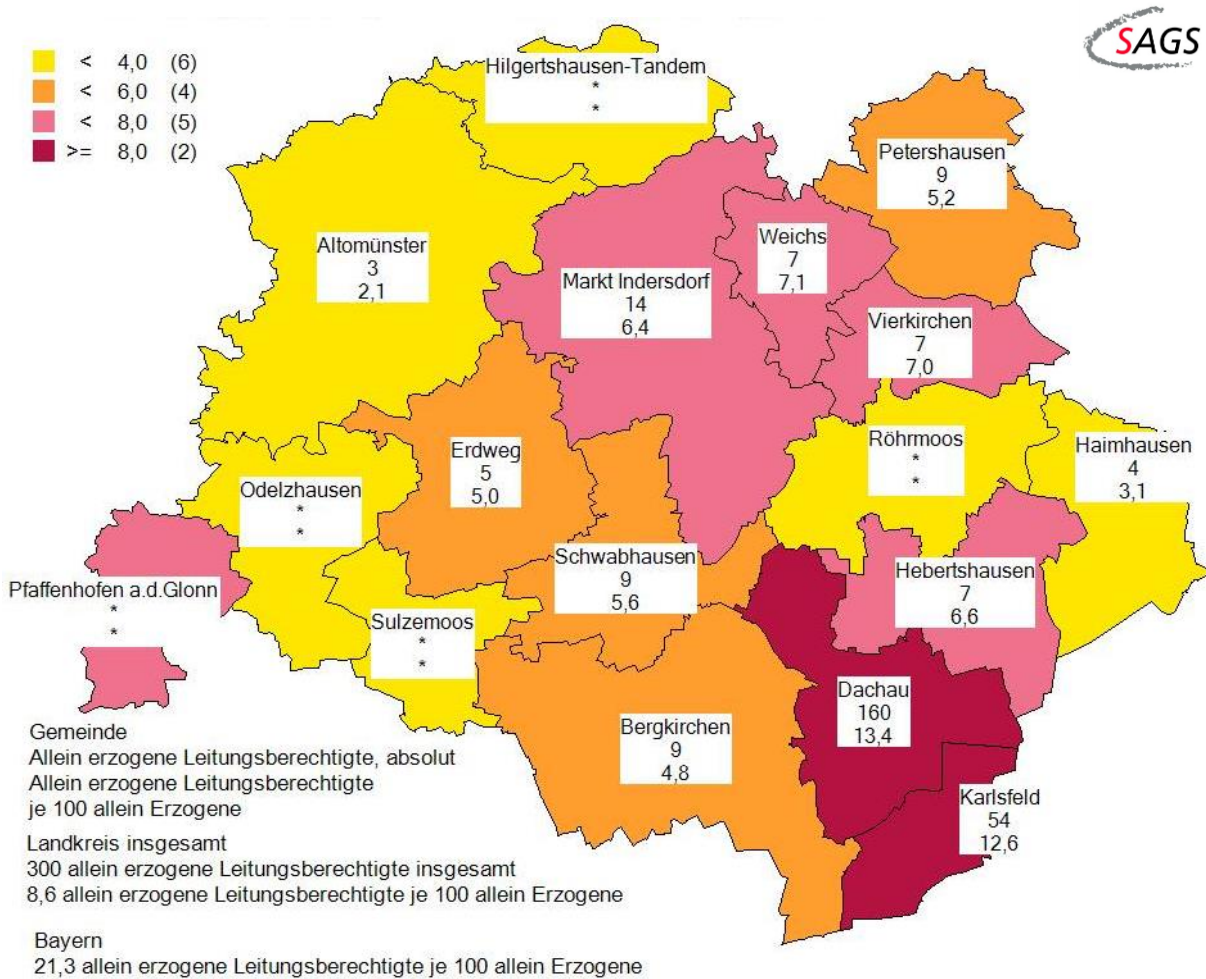 SAGS
< 4,0 (6)
< 6,0 (4)
< 8,0 (5)
>= 8,0 (2)
Hilgertshausen-Tandern
*
*
Petershausen
9
5,2
Altomünster
3
2,1
Markt Indersdorf
14
6,4
Weichs
7
7,1
Vierkirchen
7
7,0
Röhrmoos
*
*
Haimhausen
4
3,1
Erdweg
5
5,0
Odelzhausen
*
*
Schwabhausen
9
5,6
Hebertshausen
7
6,6
Pfaffenhofen a.d.Glonn
*
*
Sulzemoos
*
*
Dachau
160
13,4
Bergkirchen
9
4,8
Karlsfeld
54
12,6
Gemeinde
Allein erzogene Leitungsberechtigte, absolut
Allein erzogene Leitungsberechtigte
je 100 allein Erzogene
Landkreis insgesamt
300 allein erzogene Leitungsberechtigte insgesamt
8,6 allein erzogene Leitungsberechtigte je 100 allein Erzogene
Bayern
21,3 allein erzogene Leitungsberechtigte je 100 allein Erzogene